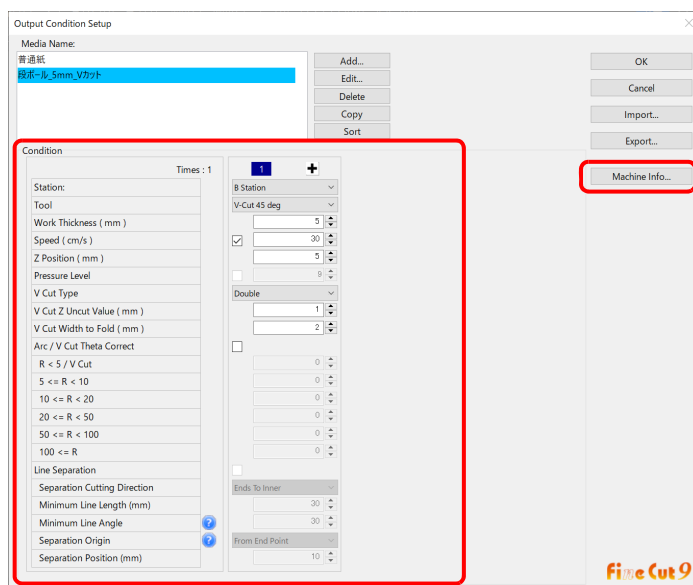 Output Condition Setup
Media Name:
普通紙
段ボール_5mm_Vカット
Add...
Edit...
Delete
Copy
Sort
OK
Cancel
Import...
Export...
Machine Info...
Condition
Times : 1
1
Station: B Station
Tool V-Cut 45 deg
Work Thickness ( mm ) 5
Speed ( cm/s ) 30
Z Position ( mm ) 5
Pressure Level 9
V Cut Type Double
V Cut Z Uncut Value ( mm ) 1
V Cut Width to Fold ( mm ) 2
Arc / V Cut Theta Correct
R < 5 / V Cut 0
5 <= R < 10 0
10 <= R < 20 0
20 <= R < 50 0
50 <= R < 100 0
100 <= R 0
Line Separation
Separation Cutting Direction Ends To Inner
Minimum Line Length (mm) 30
Minimum Line Angle ? 30
Separation Origin ? From End Point
Separation Position (mm) 10
Fine Cut 9